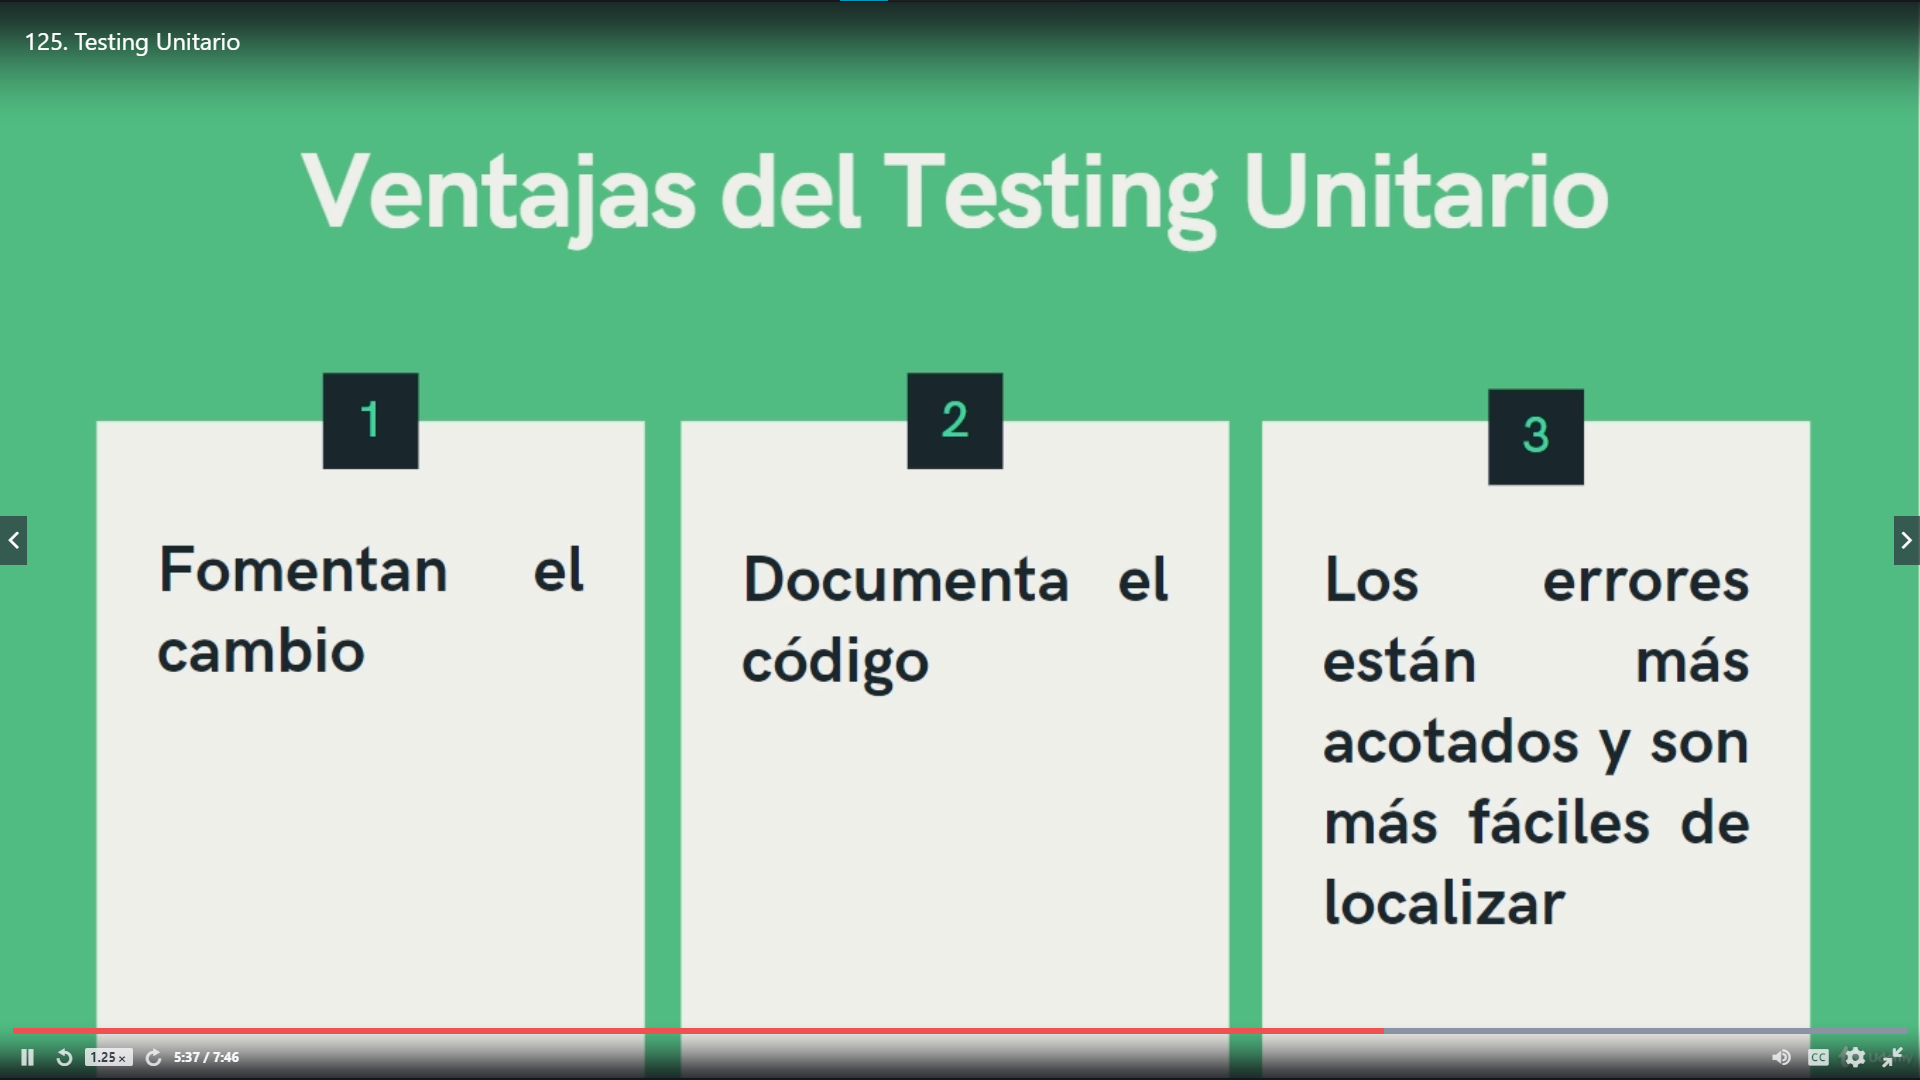 125. Testing Unitario
Ventajas del Testing Unitario
1
Fomentan el
cambio
2
Documenta el
código
3
Los errores
están más
acotados y son
más fáciles de
localizar
1.25 x
5:37 / 7:46
CC